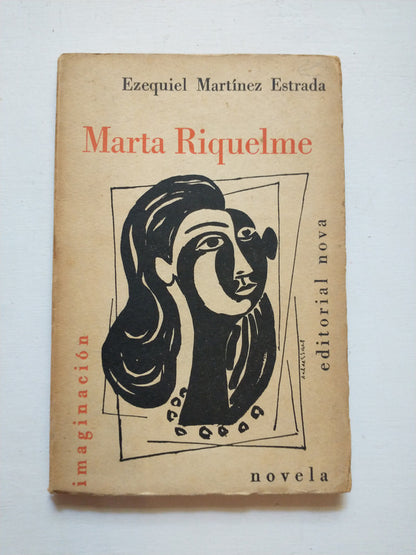 Ezequiel Martínez Estrada
Marta Riquelme
editorial nova
imaginación
novela